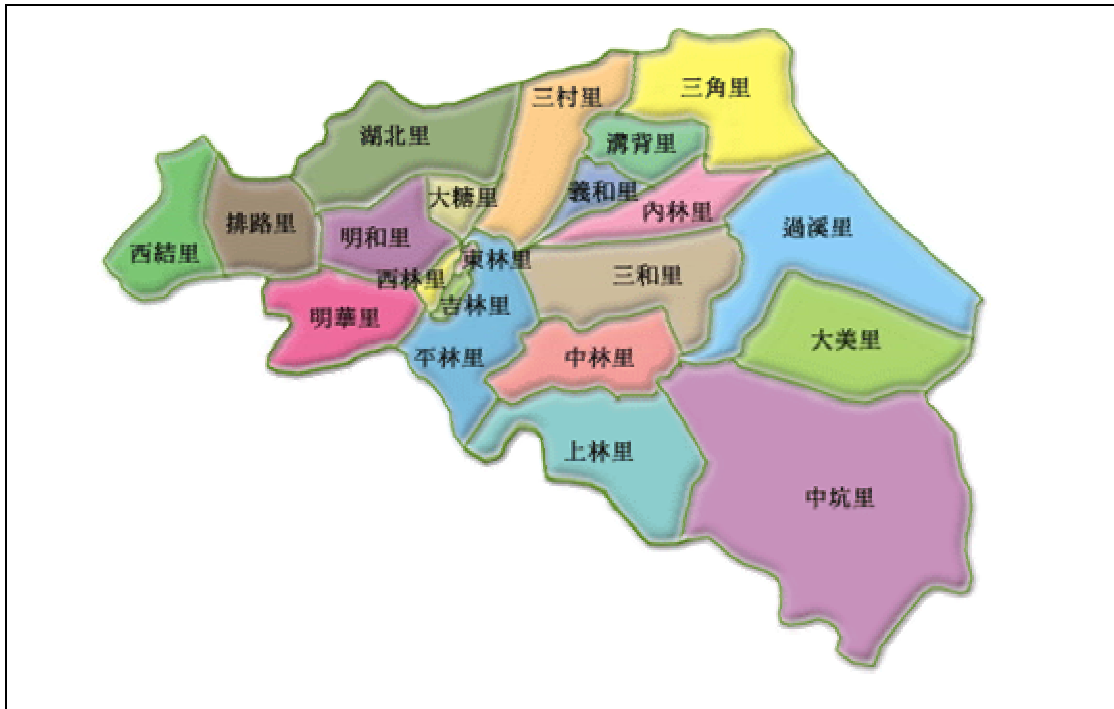 三角里
三村里
湖北里
溝背里
義和里
大糖里
內林里
排路里
明和里
過溪里
西結里
東林里
西林里
三和里
吉林里
明華里
大美里
平林里
中林里
上林里
中坑里